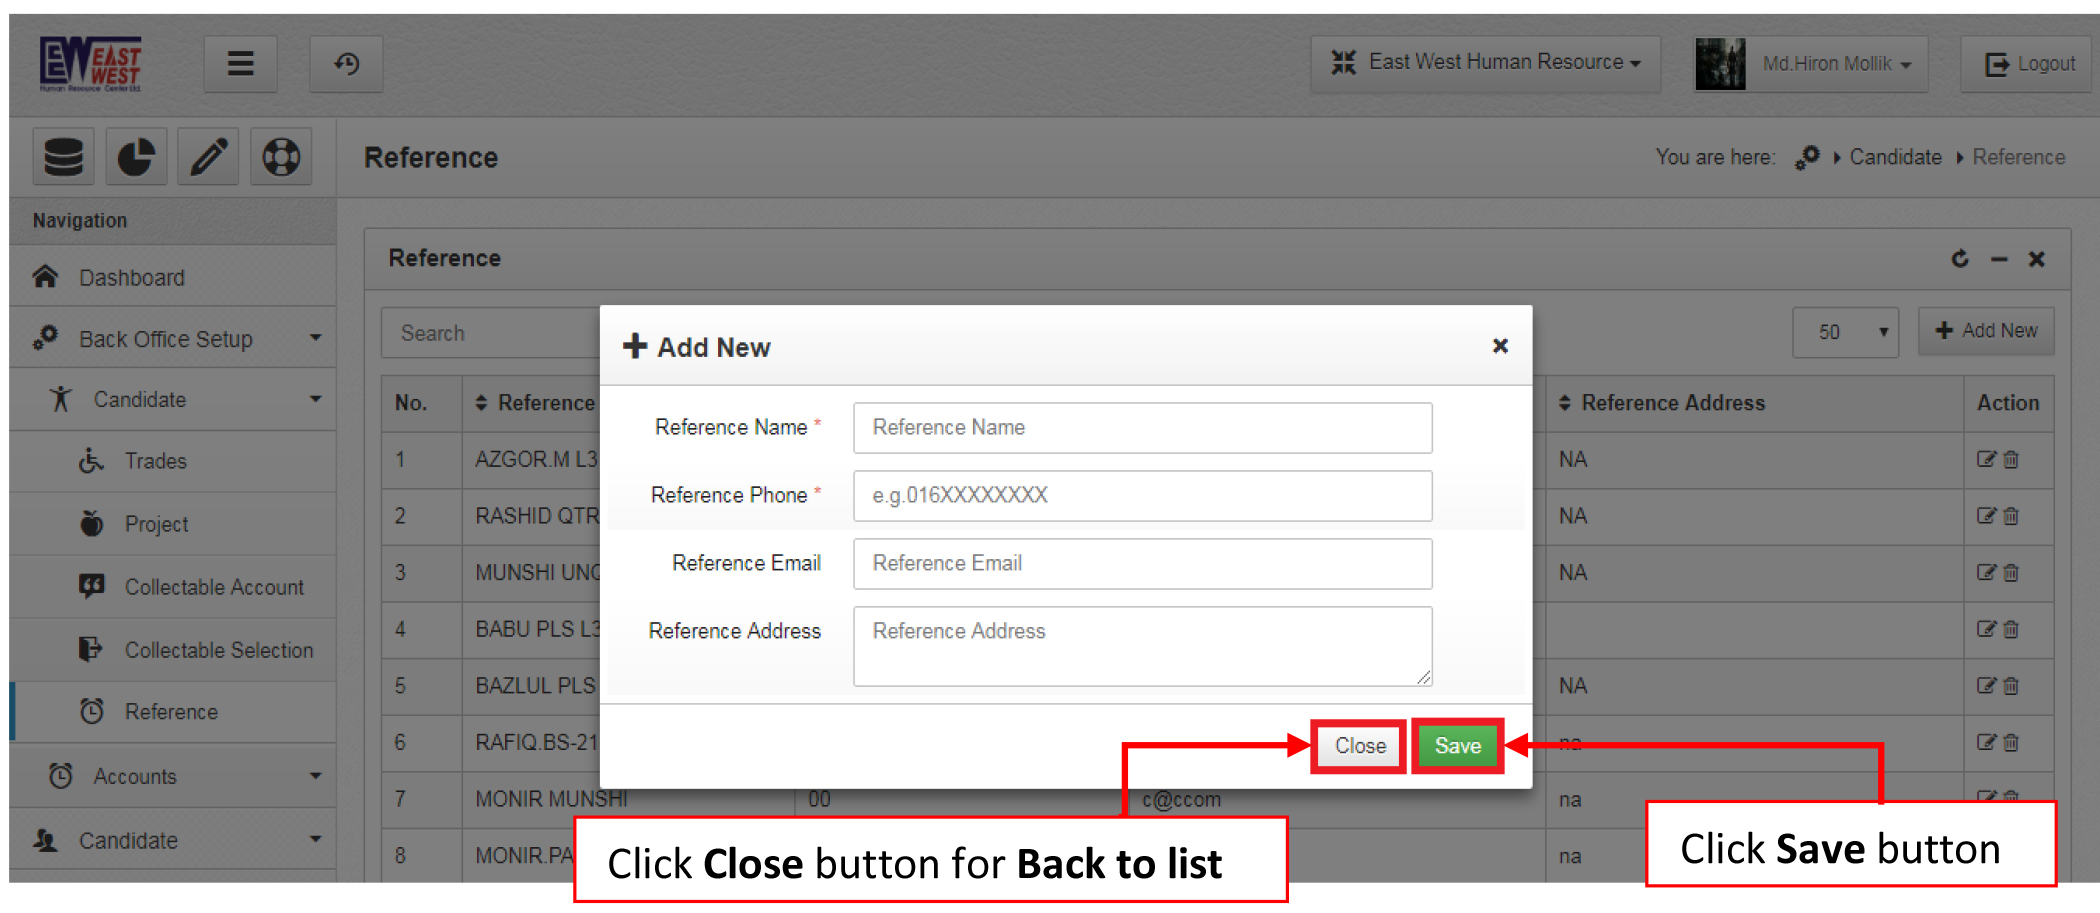 EW EAST
WEST
Human Resource Center Ltd.
East West Human Resource
Md.Hiron Mollik
Logout
Reference
You are here: Candidate Reference
Navigation
Dashboard
Back Office Setup
Candidate
Trades
Project
Collectable Account
Collectable Selection
Reference
Accounts
Candidate
Reference
Search
50
Add New
No. Reference Reference Address Action
1 AZGOR.M L3 NA
2 RASHID QTR NA
3 MUNSHI UNQ NA
4 BABU PLS L3
5 BAZLUL PLS NA
6 RAFIQ.BS-21 na
7 MONIR MUNSHI 00 c@ccom na
8 MONIR.PA na
Add New
Reference Name *
Reference Name
Reference Phone *
e.g.016XXXXXXXX
Reference Email
Reference Email
Reference Address
Reference Address
Close
Save
Click Close button for Back to list
Click Save button